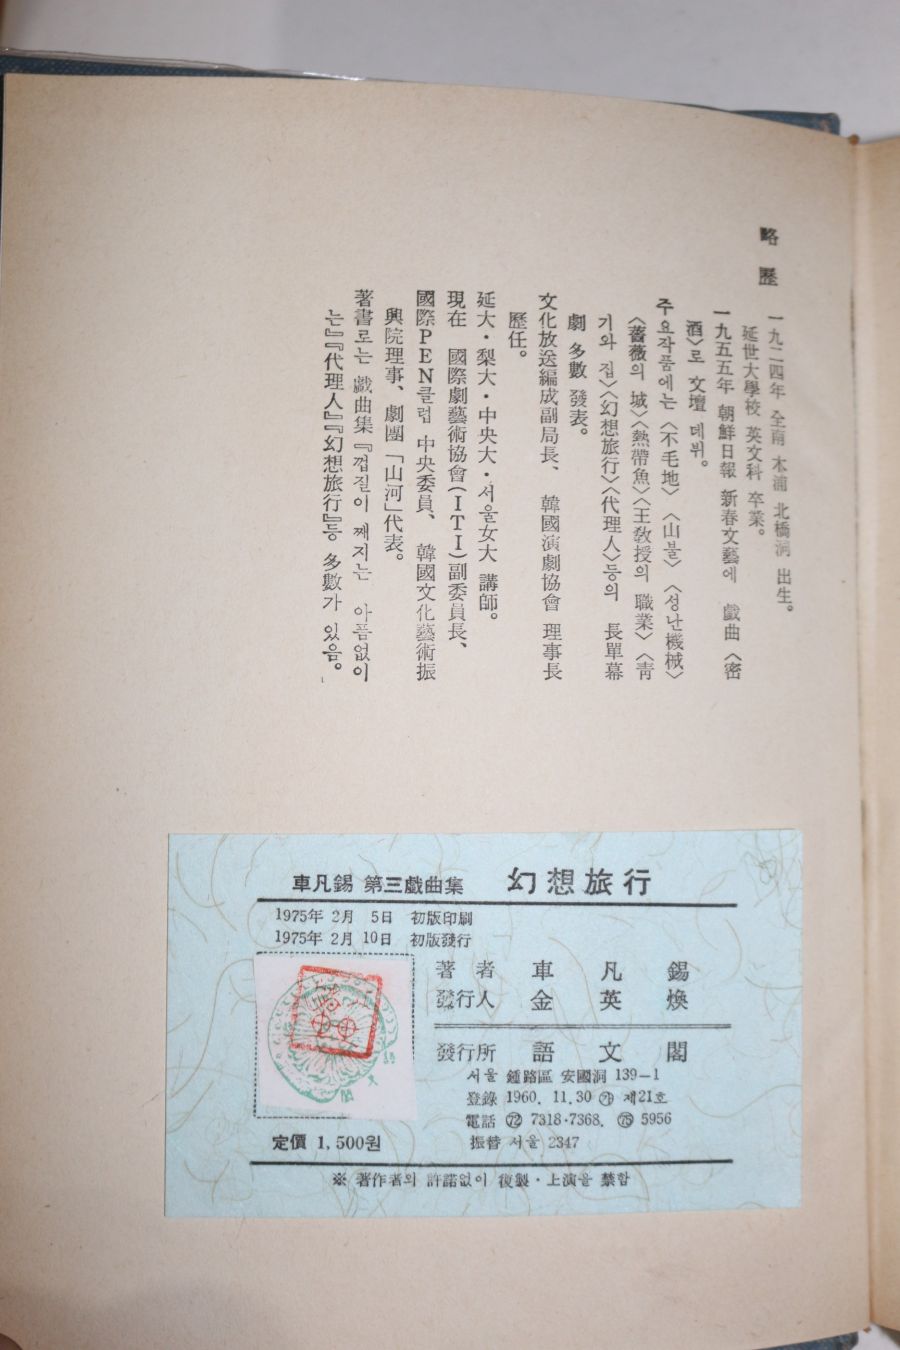 略歷
一九二四年 全南 木浦 北橋洞 出生。
延世大學校 英文科 卒業。
一九五五年 朝鮮日報 新春文藝에 戱曲 〈密
酒〉로 文壇 데뷔。
주요作품에는 〈不毛地〉 〈山불〉 〈성난機械〉
〈薔薇의 城〉〈熱帶魚〉〈王敎授의 職業〉 〈靑
기와 집〉〈幻想旅行〉〈代理人〉등의 長單幕
劇 多數 發表。
文化放送編成副局長、 韓國演劇協會 理事長
歷任。
延大・梨大・中央大・서울女大 講師。
現在 國際劇藝術協會(ITI)副委員長、
國際PEN클럽 中央委員、 韓國文化藝術振
興院理事、劇團 「山河」代表。
著書로는 戱曲集『껍질이 째지는 아픔없이
는』『代理人』『幻想旅行』등 多數가 있음。
車凡錫 第三戱曲集 幻想旅行
1975年 2月 5日 初版印刷
1975年 2月 10日 初版發行
著者 車凡錫
發行人 金英煥
發行所 語文閣
서울 鍾路區 安國洞 139−1
登錄 1960. 11.30 ㉮ 제21호
電話 ㉒ 7318・7368. ㉕ 5956
振替 서울 2347
定價 1,500원
※ 著作者의 許諾없이 複製・上演을 禁함